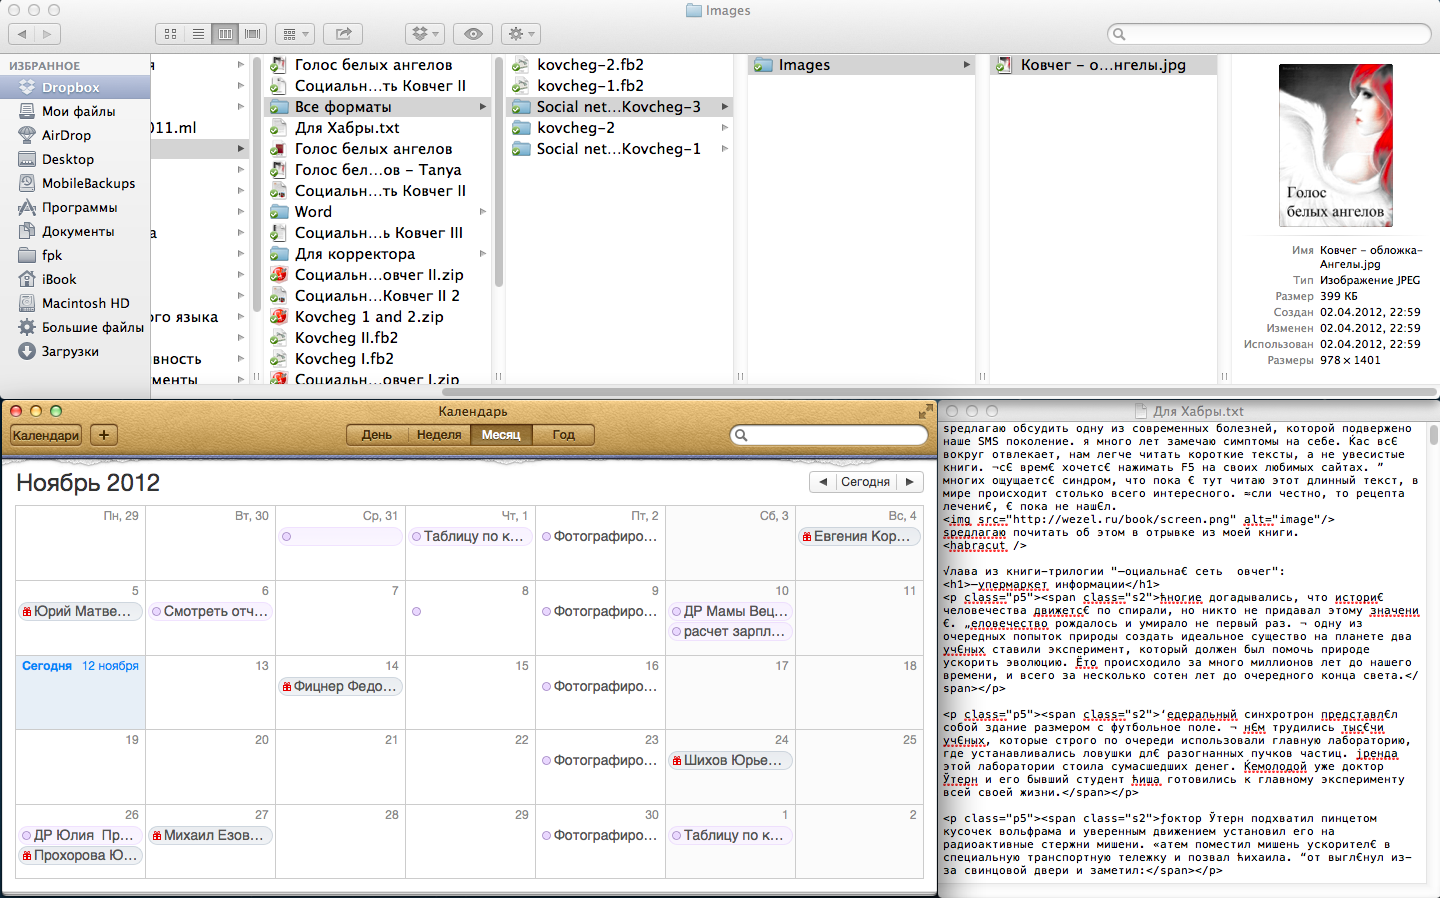 Images
ИЗБРАННОЕ
Dropbox
Мои файлы
AirDrop
Desktop
MobileBackups
Программы
Документы
fpk
iBook
Macintosh HD
Большие файлы
Загрузки
я
011.ml
а
ого языка
вность
менты
Голос белых ангелов
Социальн…ть Ковчег II
Все форматы
Для Хабры.txt
Голос белых ангелов
Голос бел…ов – Tanya
Социальн…ть Ковчег II
Word
Социальн…ь Ковчег III
Для корректора
Социальн…овчег II.zip
Социальн…Ковчег II 2
Kovcheg 1 and 2.zip
Kovcheg II.fb2
Kovcheg I.fb2
Социальн…овчег I.zip
kovcheg-2.fb2
kovcheg-1.fb2
Social net…Kovcheg-3
kovcheg-2
Social net…Kovcheg-1
Images
Ковчег – о…нгелы.jpg
Голос
белых ангелов
Имя Ковчег – обложка-
Ангелы.jpg
Тип Изображение JPEG
Размер 399 КБ
Создан 02.04.2012, 22:59
Изменен 02.04.2012, 22:59
Использован 02.04.2012, 22:59
Размеры 978 × 1401
Календарь
Календари + День Неделя Месяц Год
Ноябрь 2012
◀ Сегодня ▶
Пн, 29 Вт, 30 Ср, 31 Чт, 1 Пт, 2 Сб, 3 Вс, 4
Таблицу по к… Фотографиро… Евгения Кор…
5 6 7 8 9 10 11
Юрий Матве… Смотреть отч… Фотографиро… ДР Мамы Вец…
расчет зарпл…
Сегодня 12 ноября 13 14 15 16 17 18
Фицнер Федо… Фотографиро…
19 20 21 22 23 24 25
Фотографиро… Шихов Юрье…
26 27 28 29 30 1 2
ДР Юлия Пр… Михаил Езов… Фотографиро… Таблицу по к…
Прохорова Ю…
Для Хабры.txt
ѕредлагаю обсудить одну из современных болезней, которой подвержено
наше SMS поколение. я много лет замечаю симптомы на себе. Ќас всЄ
вокруг отвлекает, нам легче читать короткие тексты, а не увесистые
книги. ¬сЄ времЄ хочетсЄ нажимать F5 на своих любимых сайтах. ”
многих ощущаетсЄ синдром, что пока Є тут читаю этот длинный текст, в
мире происходит столько всего интересного. ≈сли честно, то рецепта
лечениЄ, Є пока не нашЄл.
<img src="http://wezel.ru/book/screen.png" alt="image"/>
ѕредлагаю почитать об этом в отрывке из моей книги.
<habracut />
√лава из книги-трилогии "—оциальнаЄ сеть  овчег":
<h1>—упермаркет информации</h1>
<p class="p5"><span class="s2">ћногие догадывались, что историЄ
человечества движетсЄ по спирали, но никто не придавал этому значени
Є. „еловечество рождалось и умирало не первый раз. ¬ одну из
очередных попыток природы создать идеальное существо на планете два
учЄных ставили эксперимент, который должен был помочь природе
ускорить эволюцию. Ёто происходило за много миллионов лет до нашего
времени, и всего за несколько сотен лет до очередного конца света.</
span></p>
<p class="p5"><span class="s2">‘едеральный синхротрон представлЄл
собой здание размером с футбольное поле. ¬ нЄм трудились тысЄчи
учЄных, которые строго по очереди использовали главную лабораторию,
где устанавливались ловушки длЄ разогнанных пучков частиц. јренда
этой лаборатории стоила сумасшедших денег. Ќемолодой уже доктор
Ўтерн и его бывший студент ћиша готовились к главному эксперименту
всей своей жизни.</span></p>
<p class="p5"><span class="s2">ƒоктор Ўтерн подхватил пинцетом
кусочек вольфрама и уверенным движением установил его на
радиоактивные стержни мишени. «атем поместил мишень ускорителЄ в
специальную транспортную тележку и позвал ћихаила. “от выглЄнул из-
за свинцовой двери и заметил:</span></p>